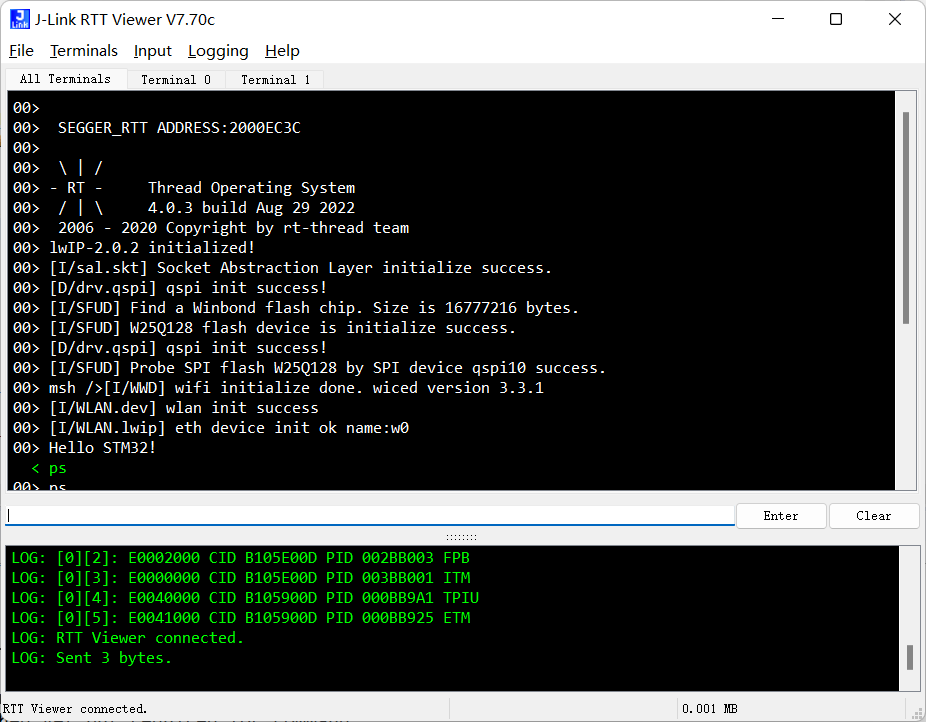 J-Link RTT Viewer V7.70c
File Terminals Input Logging Help
All Terminals Terminal 0 Terminal 1
00>
00>  SEGGER_RTT ADDRESS:2000EC3C
00>
00>  \ | /
00> - RT -     Thread Operating System
00>  / | \     4.0.3 build Aug 29 2022
00>  2006 - 2020 Copyright by rt-thread team
00> lwIP-2.0.2 initialized!
00> [I/sal.skt] Socket Abstraction Layer initialize success.
00> [D/drv.qspi] qspi init success!
00> [I/SFUD] Find a Winbond flash chip. Size is 16777216 bytes.
00> [I/SFUD] W25Q128 flash device is initialize success.
00> [D/drv.qspi] qspi init success!
00> [I/SFUD] Probe SPI flash W25Q128 by SPI device qspi10 success.
00> msh />[I/WWD] wifi initialize done. wiced version 3.3.1
00> [I/WLAN.dev] wlan init success
00> [I/WLAN.lwip] eth device init ok name:w0
00> Hello STM32!
< ps
00> ps
Enter Clear
LOG: [0][2]: E0002000 CID B105E00D PID 002BB003 FPB
LOG: [0][3]: E0000000 CID B105E00D PID 003BB001 ITM
LOG: [0][4]: E0040000 CID B105900D PID 000BB9A1 TPIU
LOG: [0][5]: E0041000 CID B105900D PID 000BB925 ETM
LOG: RTT Viewer connected.
LOG: Sent 3 bytes.
RTT Viewer connected. 0.001 MB